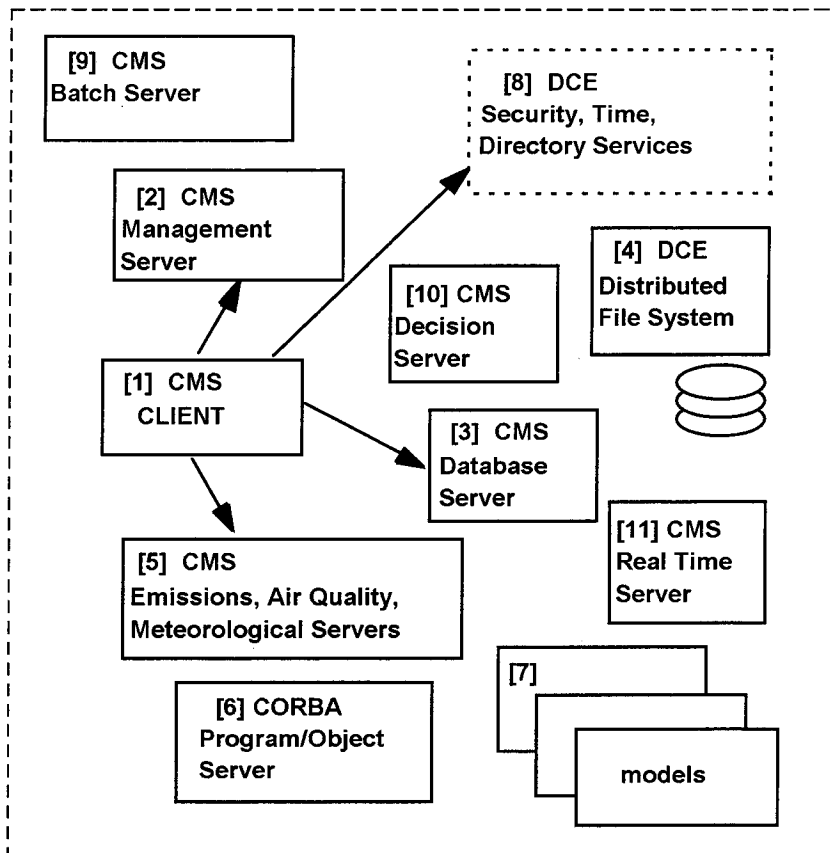 [9] CMS
Batch Server
[8] DCE
Security, Time,
Directory Services
[2] CMS
Management
Server
[4] DCE
Distributed
File System
[10] CMS
Decision
Server
[1] CMS
CLIENT
[3] CMS
Database
Server
[11] CMS
Real Time
Server
[5] CMS
Emissions, Air Quality,
Meteorological Servers
[6] CORBA
Program/Object
Server
[7]
models